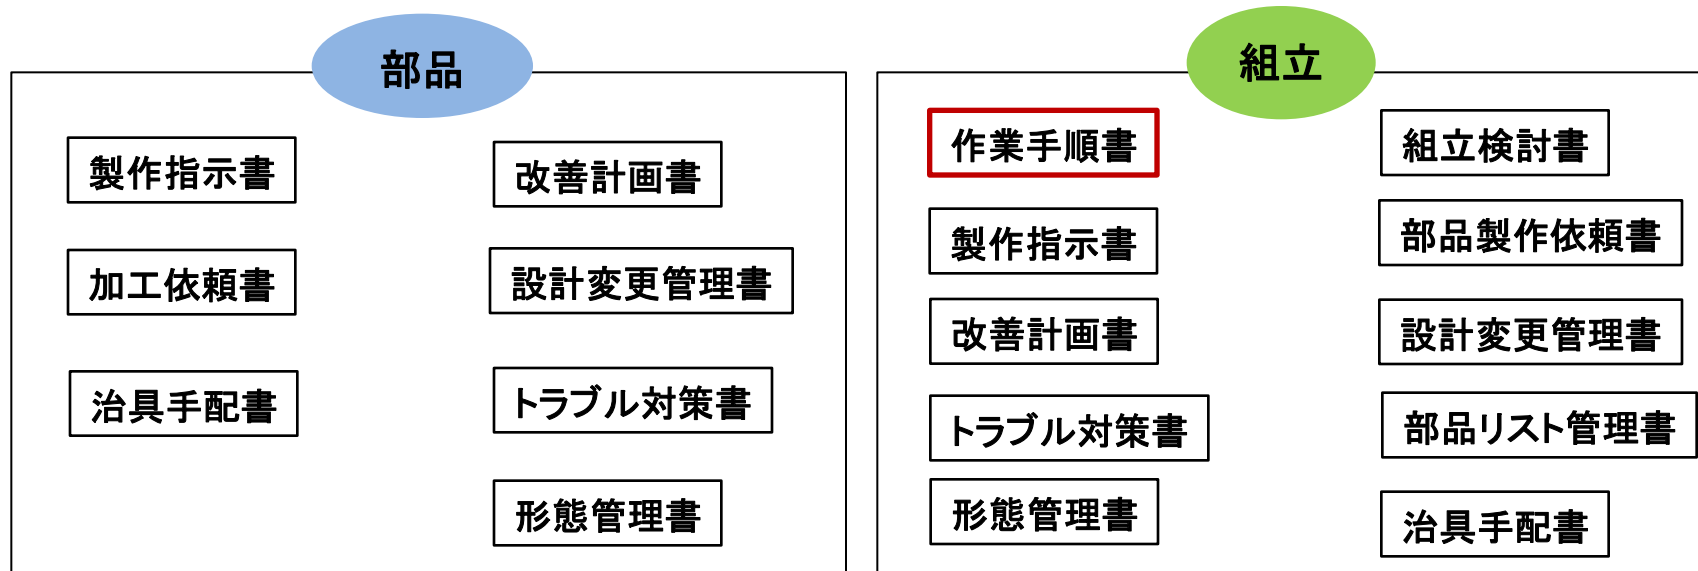 部品
製作指示書
加工依頼書
治具手配書
改善計画書
設計変更管理書
トラブル対策書
形態管理書
組立
作業手順書
製作指示書
改善計画書
トラブル対策書
形態管理書
組立検討書
部品製作依頼書
設計変更管理書
部品リスト管理書
治具手配書